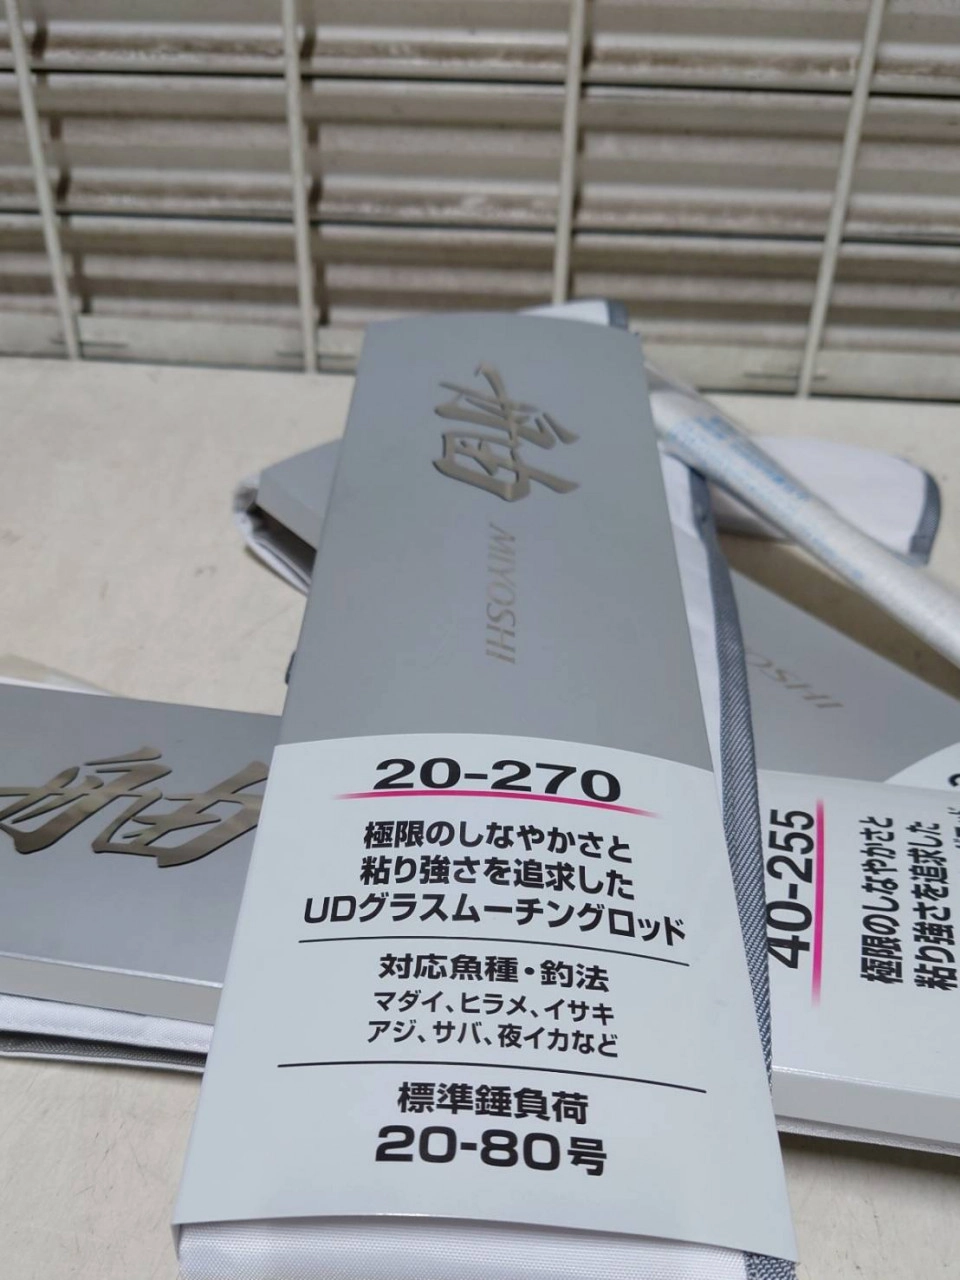 舳
MIYOSHI
20-270
極限のしなやかさと
粘り強さを追求した
UDグラスムーチングロッド
対応魚種・釣法
マダイ、ヒラメ、イサキ
アジ、サバ、夜イカなど
標準錘負荷
20-80号
舳
OSHI
40-255
極限のしなやかさと
粘り強さを追求した